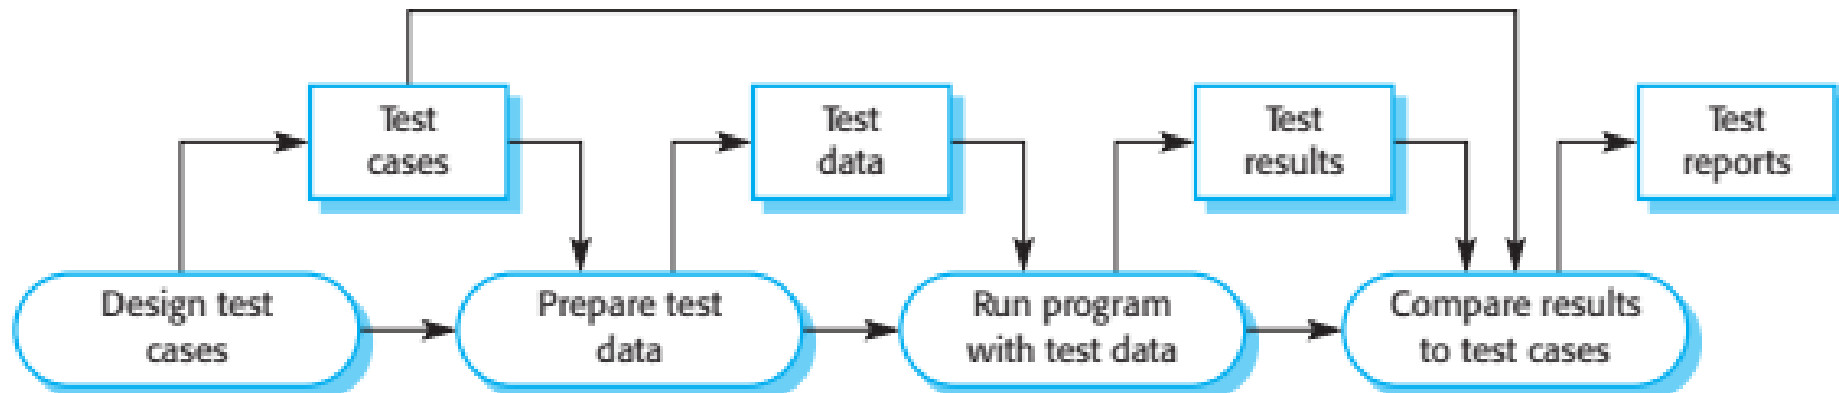 Test
cases
Test
data
Test
results
Test
reports
Design test
cases
Prepare test
data
Run program
with test data
Compare results
to test cases